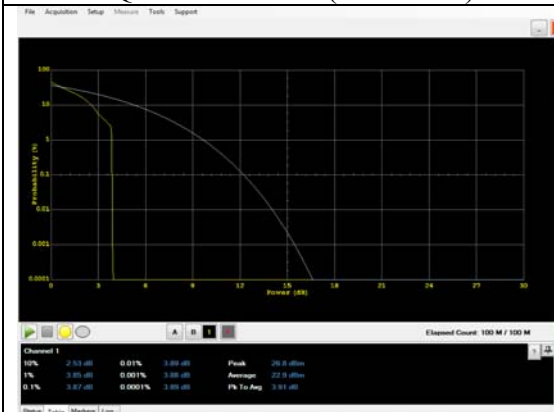 File Acquisition Setup Measure Tools Support
100
10
1
0.1
0.01
0.001
0.0001
Probability (%)
0 3 6 9 12 15 18 21 24 27 30
Power (dB)
A B 1
Elapsed Count: 100 M / 100 M
Channel 1
10% 2.53 dB 0.01% 3.89 dB Peak 26.8 dBm
1% 3.85 dB 0.001% 3.88 dB Average 22.9 dBm
0.1% 3.87 dB 0.0001% 3.89 dB Pk To Avg 3.91 dB
Status Table Markers Log